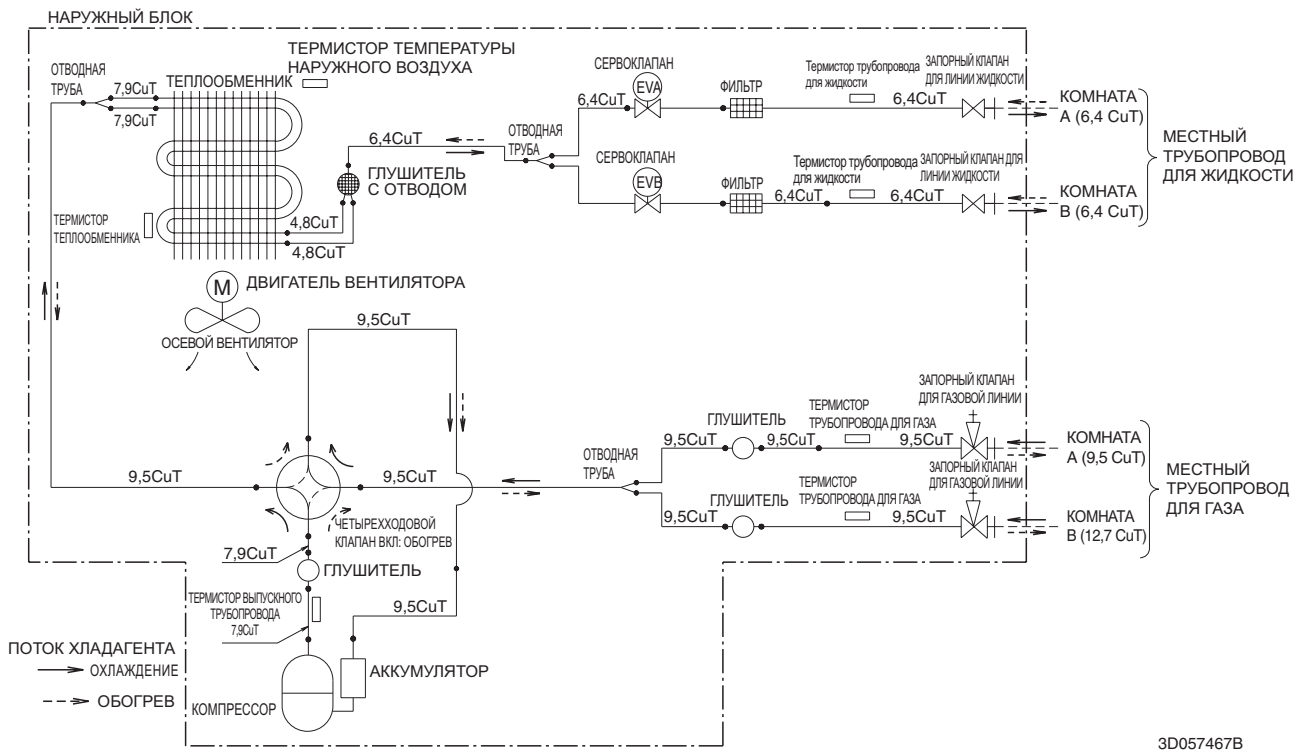 НАРУЖНЫЙ БЛОК
ТЕРМИСТОР ТЕМПЕРАТУРЫ
НАРУЖНОГО ВОЗДУХА
ОТВОДНАЯ
ТРУБА
7,9CuT
7,9CuT
ТЕПЛООБМЕННИК
6,4CuT
ГЛУШИТЕЛЬ
С ОТВОДОМ
ТЕРМИСТОР
ТЕПЛООБМЕННИКА
4,8CuT
4,8CuT
M
ДВИГАТЕЛЬ ВЕНТИЛЯТОРА
ОСЕВОЙ ВЕНТИЛЯТОР
ОТВОДНАЯ
ТРУБА
СЕРВОКЛАПАН
EVA
6,4CuT
ФИЛЬТР
Термистор трубопровода
для жидкости
6,4CuT
ЗАПОРНЫЙ КЛАПАН
ДЛЯ ЛИНИИ ЖИДКОСТИ
КОМНАТА
A (6,4 CuT)
СЕРВОКЛАПАН
EVB
ФИЛЬТР
6,4CuT
Термистор трубопровода
для жидкости
6,4CuT
ЗАПОРНЫЙ КЛАПАН ДЛЯ
ЛИНИИ ЖИДКОСТИ
КОМНАТА
B (6,4 CuT)
МЕСТНЫЙ
ТРУБОПРОВОД
ДЛЯ ЖИДКОСТИ
9,5CuT
9,5CuT
9,5CuT
ЧЕТЫРЕХХОДОВОЙ
КЛАПАН ВКЛ: ОБОГРЕВ
7,9CuT
ГЛУШИТЕЛЬ
ТЕРМИСТОР ВЫПУСКНОГО
ТРУБОПРОВОДА
7,9CuT
9,5CuT
АККУМУЛЯТОР
КОМПРЕССОР
ОТВОДНАЯ
ТРУБА
9,5CuT
ГЛУШИТЕЛЬ
9,5CuT
ТЕРМИСТОР
ТРУБОПРОВОДА ДЛЯ ГАЗА
9,5CuT
ЗАПОРНЫЙ КЛАПАН
ДЛЯ ГАЗОВОЙ ЛИНИИ
КОМНАТА
A (9,5 CuT)
9,5CuT
ГЛУШИТЕЛЬ
ТЕРМИСТОР
ТРУБОПРОВОДА ДЛЯ ГАЗА
9,5CuT
ЗАПОРНЫЙ КЛАПАН
ДЛЯ ГАЗОВОЙ ЛИНИИ
КОМНАТА
B (12,7 CuT)
МЕСТНЫЙ
ТРУБОПРОВОД
ДЛЯ ГАЗА
ПОТОК ХЛАДАГЕНТА
ОХЛАЖДЕНИЕ
ОБОГРЕВ
3D057467B